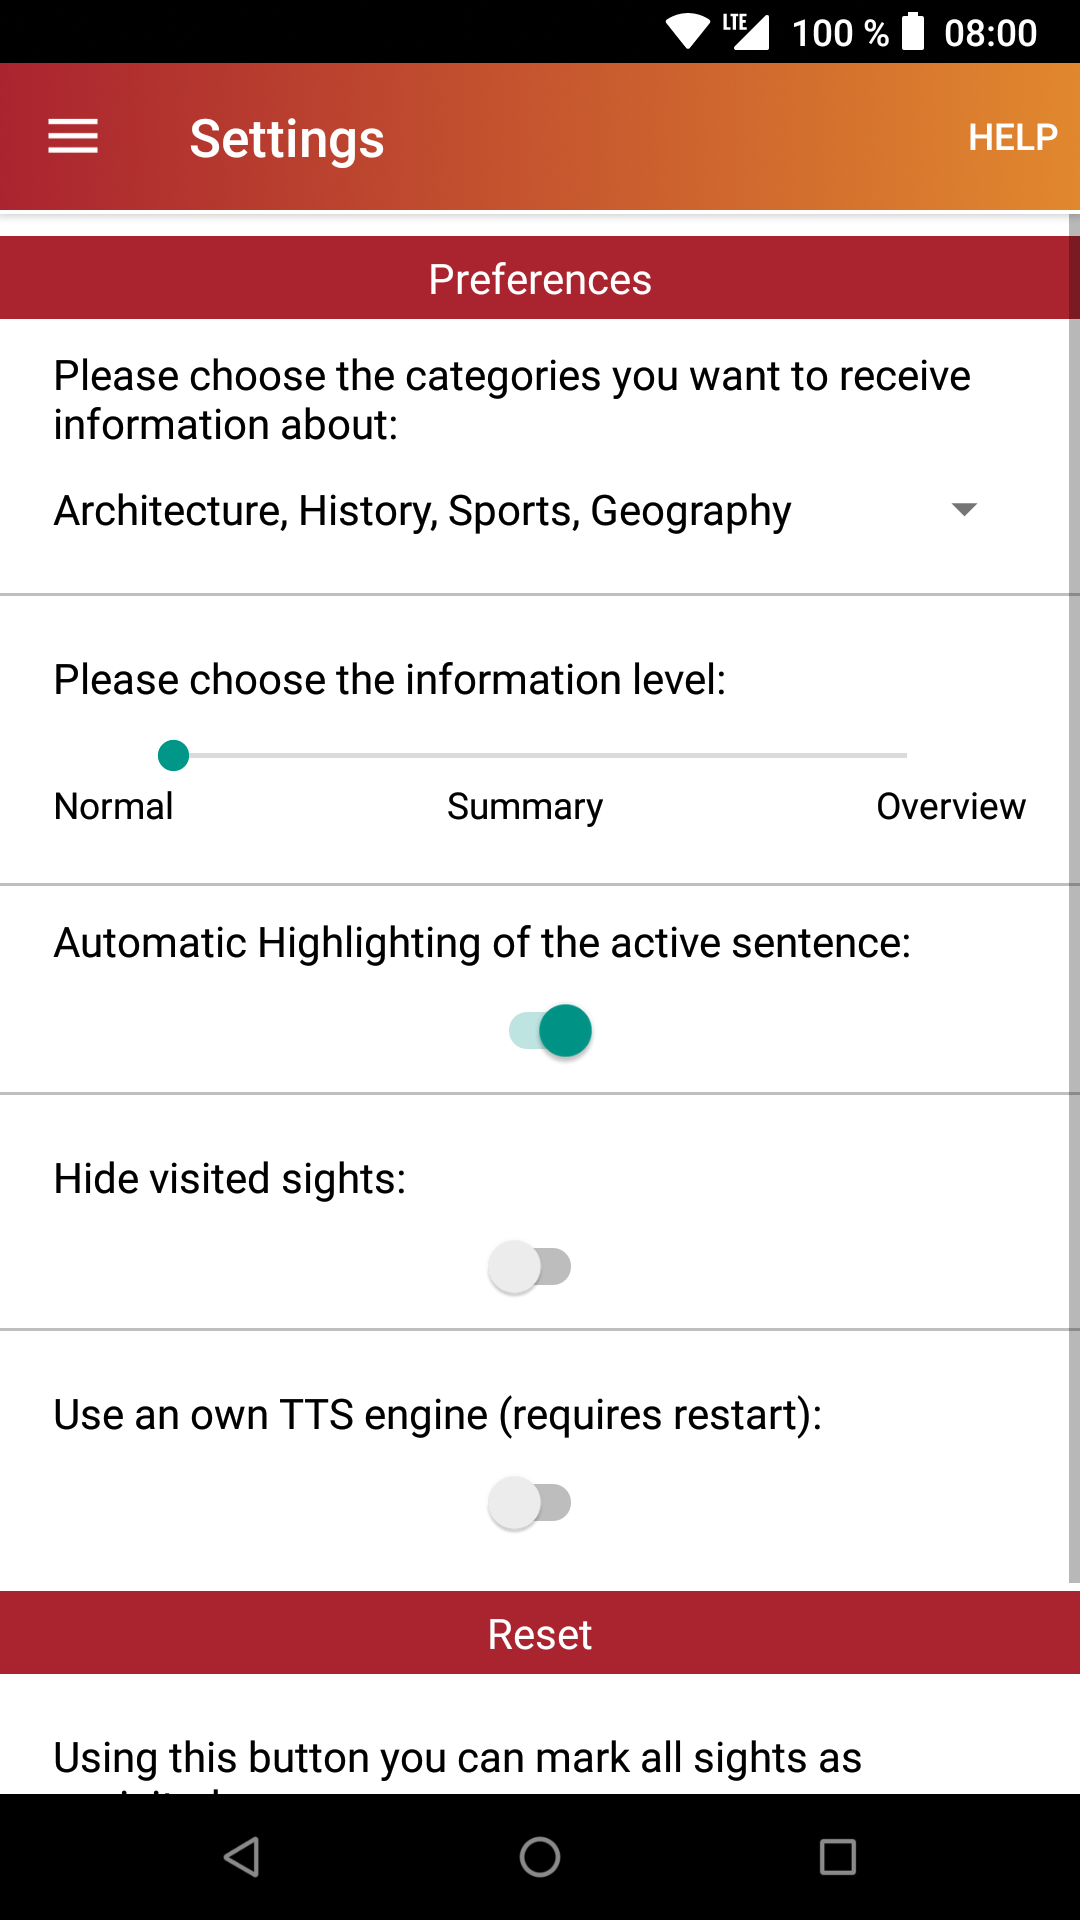 LTE 100 % 08:00
Settings HELP
Preferences
Please choose the categories you want to receive
information about:
Architecture, History, Sports, Geography
Please choose the information level:
Normal Summary Overview
Automatic Highlighting of the active sentence:
Hide visited sights:
Use an own TTS engine (requires restart):
Reset
Using this button you can mark all sights as